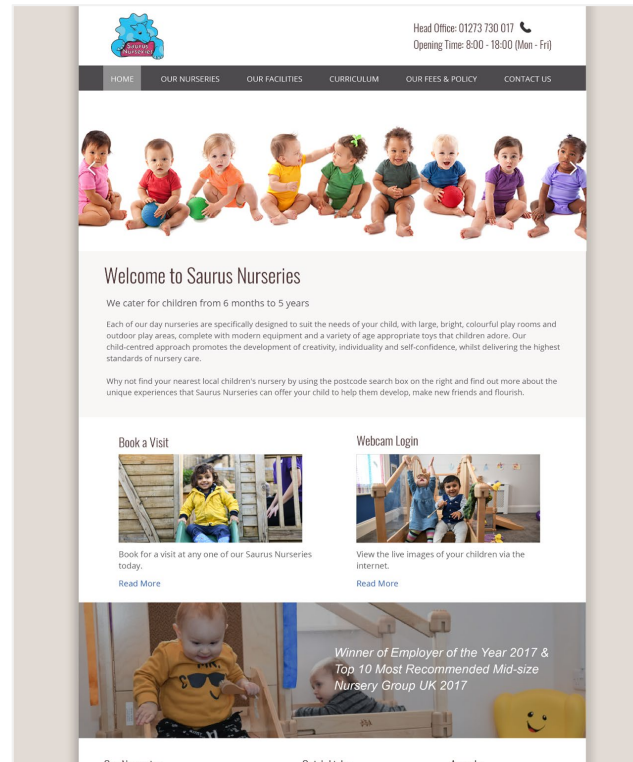 Saurus
Nurseries
Head Office: 01273 730 017
Opening Time: 8:00 - 18:00 (Mon - Fri)
HOME OUR NURSERIES OUR FACILITIES CURRICULUM OUR FEES & POLICY CONTACT US
Welcome to Saurus Nurseries
We cater for children from 6 months to 5 years
Each of our day nurseries are specifically designed to suit the needs of your child, with large, bright, colourful play rooms and
outdoor play areas, complete with modern equipment and a variety of age appropriate toys that children adore. Our
child-centred approach promotes the development of creativity, individuality and self-confidence, whilst delivering the highest
standards of nursery care.
Why not find your nearest local children's nursery by using the postcode search box on the right and find out more about the
unique experiences that Saurus Nurseries can offer your child to help them develop, make new friends and flourish.
Book a Visit
Book for a visit at any one of our Saurus Nurseries
today.
Read More
Webcam Login
View the live images of your children via the
internet.
Read More
MR.
Winner of Employer of the Year 2017 &
Top 10 Most Recommended Mid-size
Nursery Group UK 2017